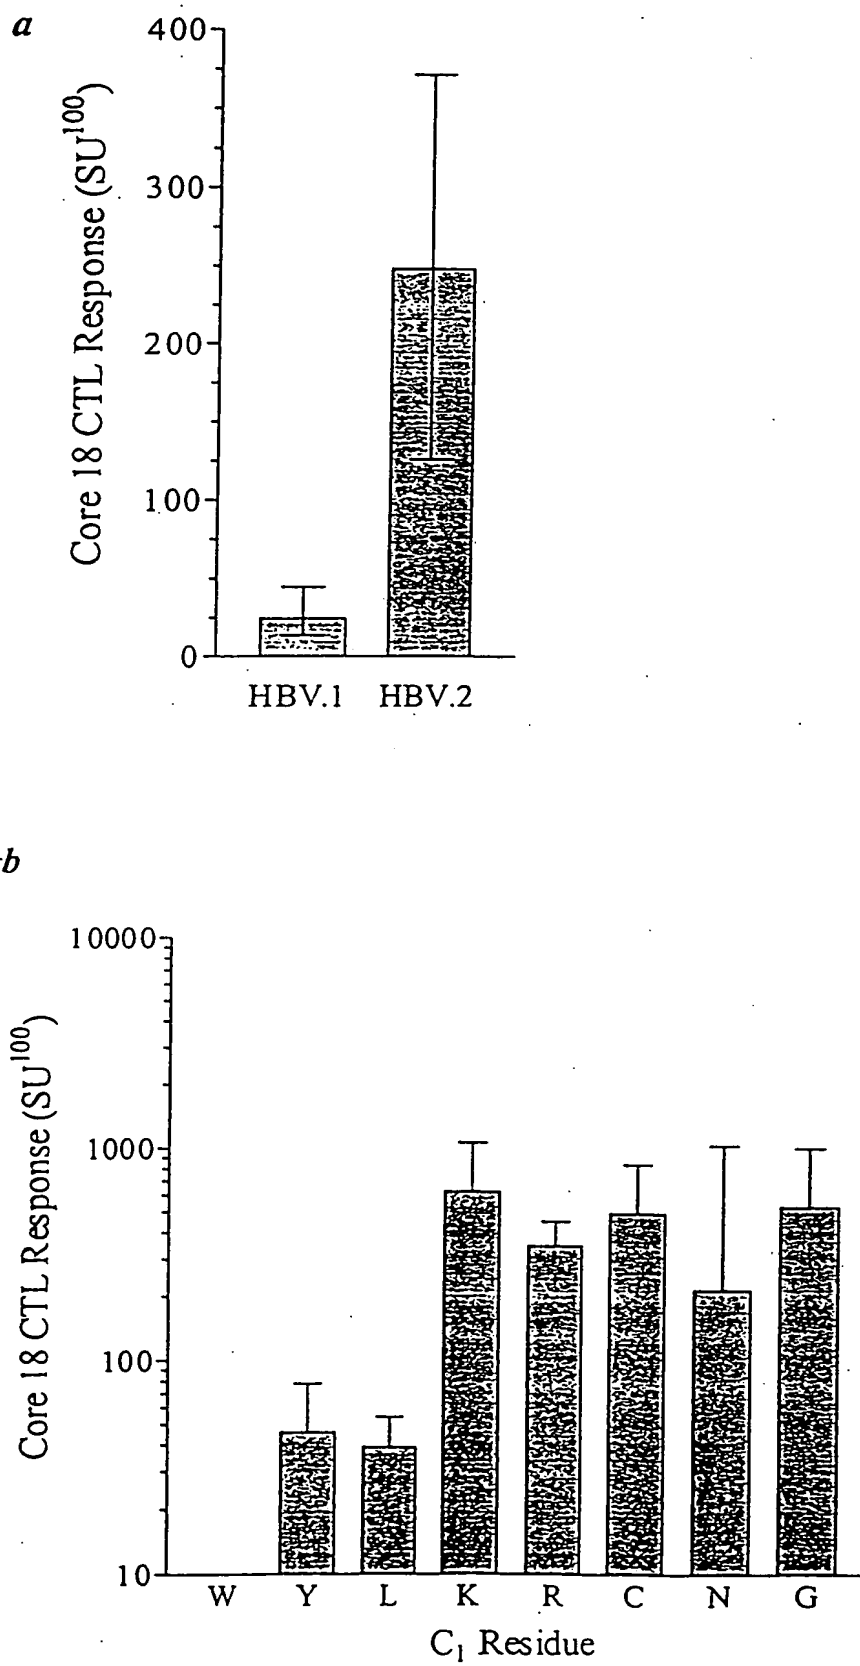 a
Core 18 CTL Response (SU¹⁰⁰)
400
300
200
100
0
HBV.1 HBV.2
b
Core 18 CTL Response (SU¹⁰⁰)
10000
1000
100
10
W Y L K R C N G
C₁ Residue